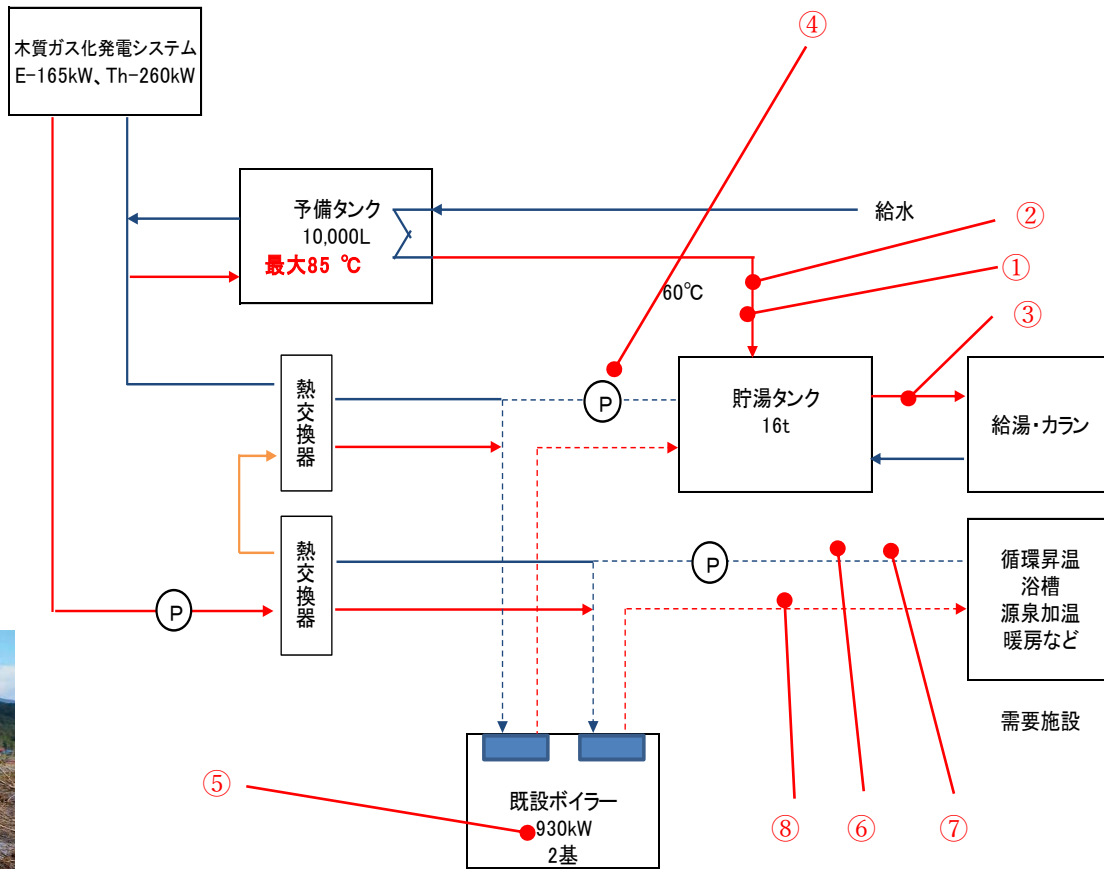 木質ガス化発電システム
E-165kW、Th-260kW
④
予備タンク
10,000L
最大85 ℃
給水
②
①
60℃
③
熱交換器
P
貯湯タンク
16t
給湯・カラン
熱交換器
P
P
循環昇温
浴槽
源泉加温
暖房など
需要施設
⑤
既設ボイラー
930kW
2基
⑧
⑥
⑦